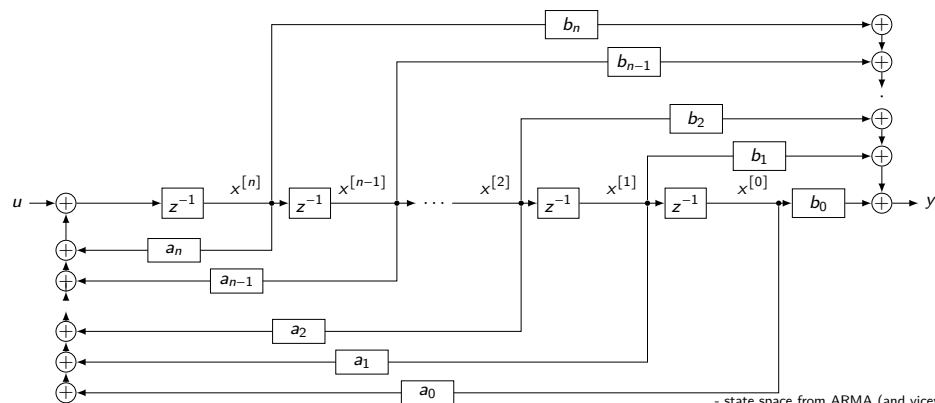 b_n
b_{n−1}
.
b_2
b_1
u z^{−1} x^{[n]} z^{−1} x^{[n−1]} ⋯ x^{[2]} z^{−1} x^{[1]} z^{−1} x^{[0]} b_0 y
a_n
a_{n−1}
a_2
a_1
a_0
- state space from ARMA (and